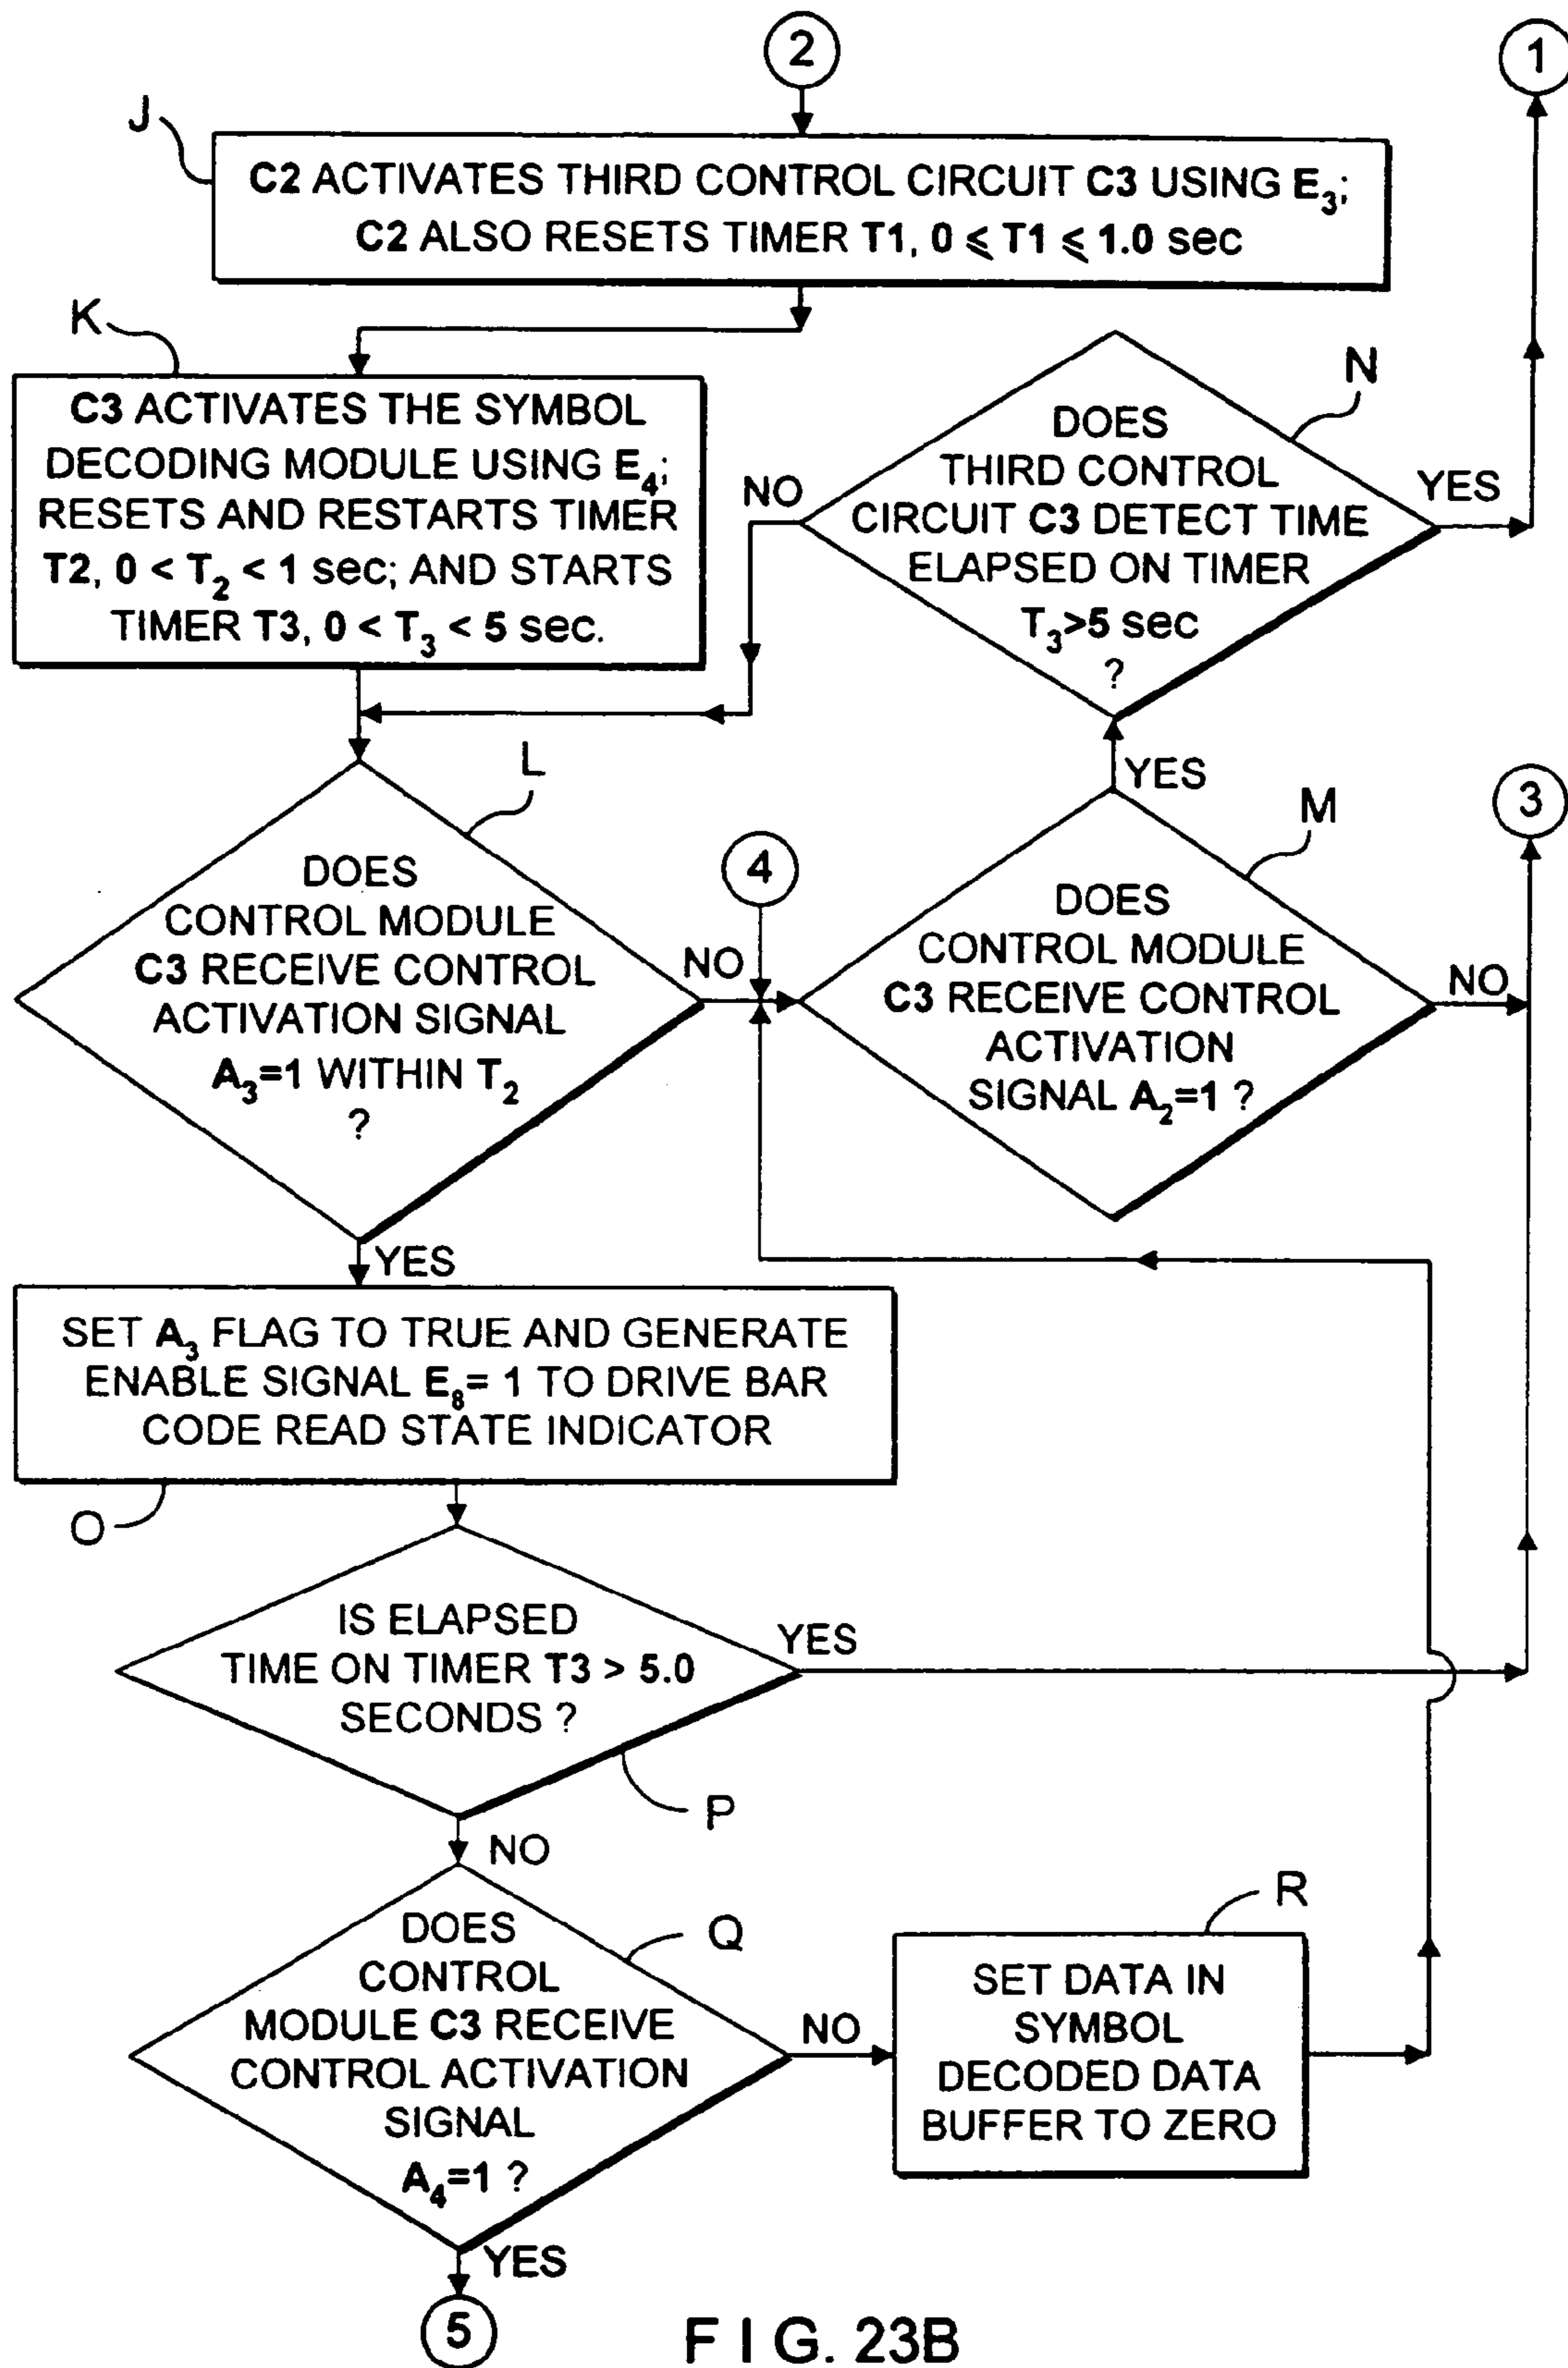 2
1
J
C2 ACTIVATES THIRD CONTROL CIRCUIT C3 USING E3;
C2 ALSO RESETS TIMER T1, 0 ⩽ T1 ⩽ 1.0 sec
K
C3 ACTIVATES THE SYMBOL
DECODING MODULE USING E4;
RESETS AND RESTARTS TIMER
T2, 0 < T2 < 1 sec; AND STARTS
TIMER T3, 0 < T3 < 5 sec.
N
DOES
THIRD CONTROL
CIRCUIT C3 DETECT TIME
ELAPSED ON TIMER
T3>5 sec
?
NO
YES
L
DOES
CONTROL MODULE
C3 RECEIVE CONTROL
ACTIVATION SIGNAL
A3=1 WITHIN T2
?
NO
YES
4
YES
M
3
DOES
CONTROL MODULE
C3 RECEIVE CONTROL
ACTIVATION
SIGNAL A2=1 ?
NO
SET A3 FLAG TO TRUE AND GENERATE
ENABLE SIGNAL E8= 1 TO DRIVE BAR
CODE READ STATE INDICATOR
O
IS ELAPSED
TIME ON TIMER T3 > 5.0
SECONDS ?
YES
P
NO
Q
DOES
CONTROL
MODULE C3 RECEIVE
CONTROL ACTIVATION
SIGNAL
A4=1 ?
NO
R
SET DATA IN
SYMBOL
DECODED DATA
BUFFER TO ZERO
YES
5
FIG. 23B